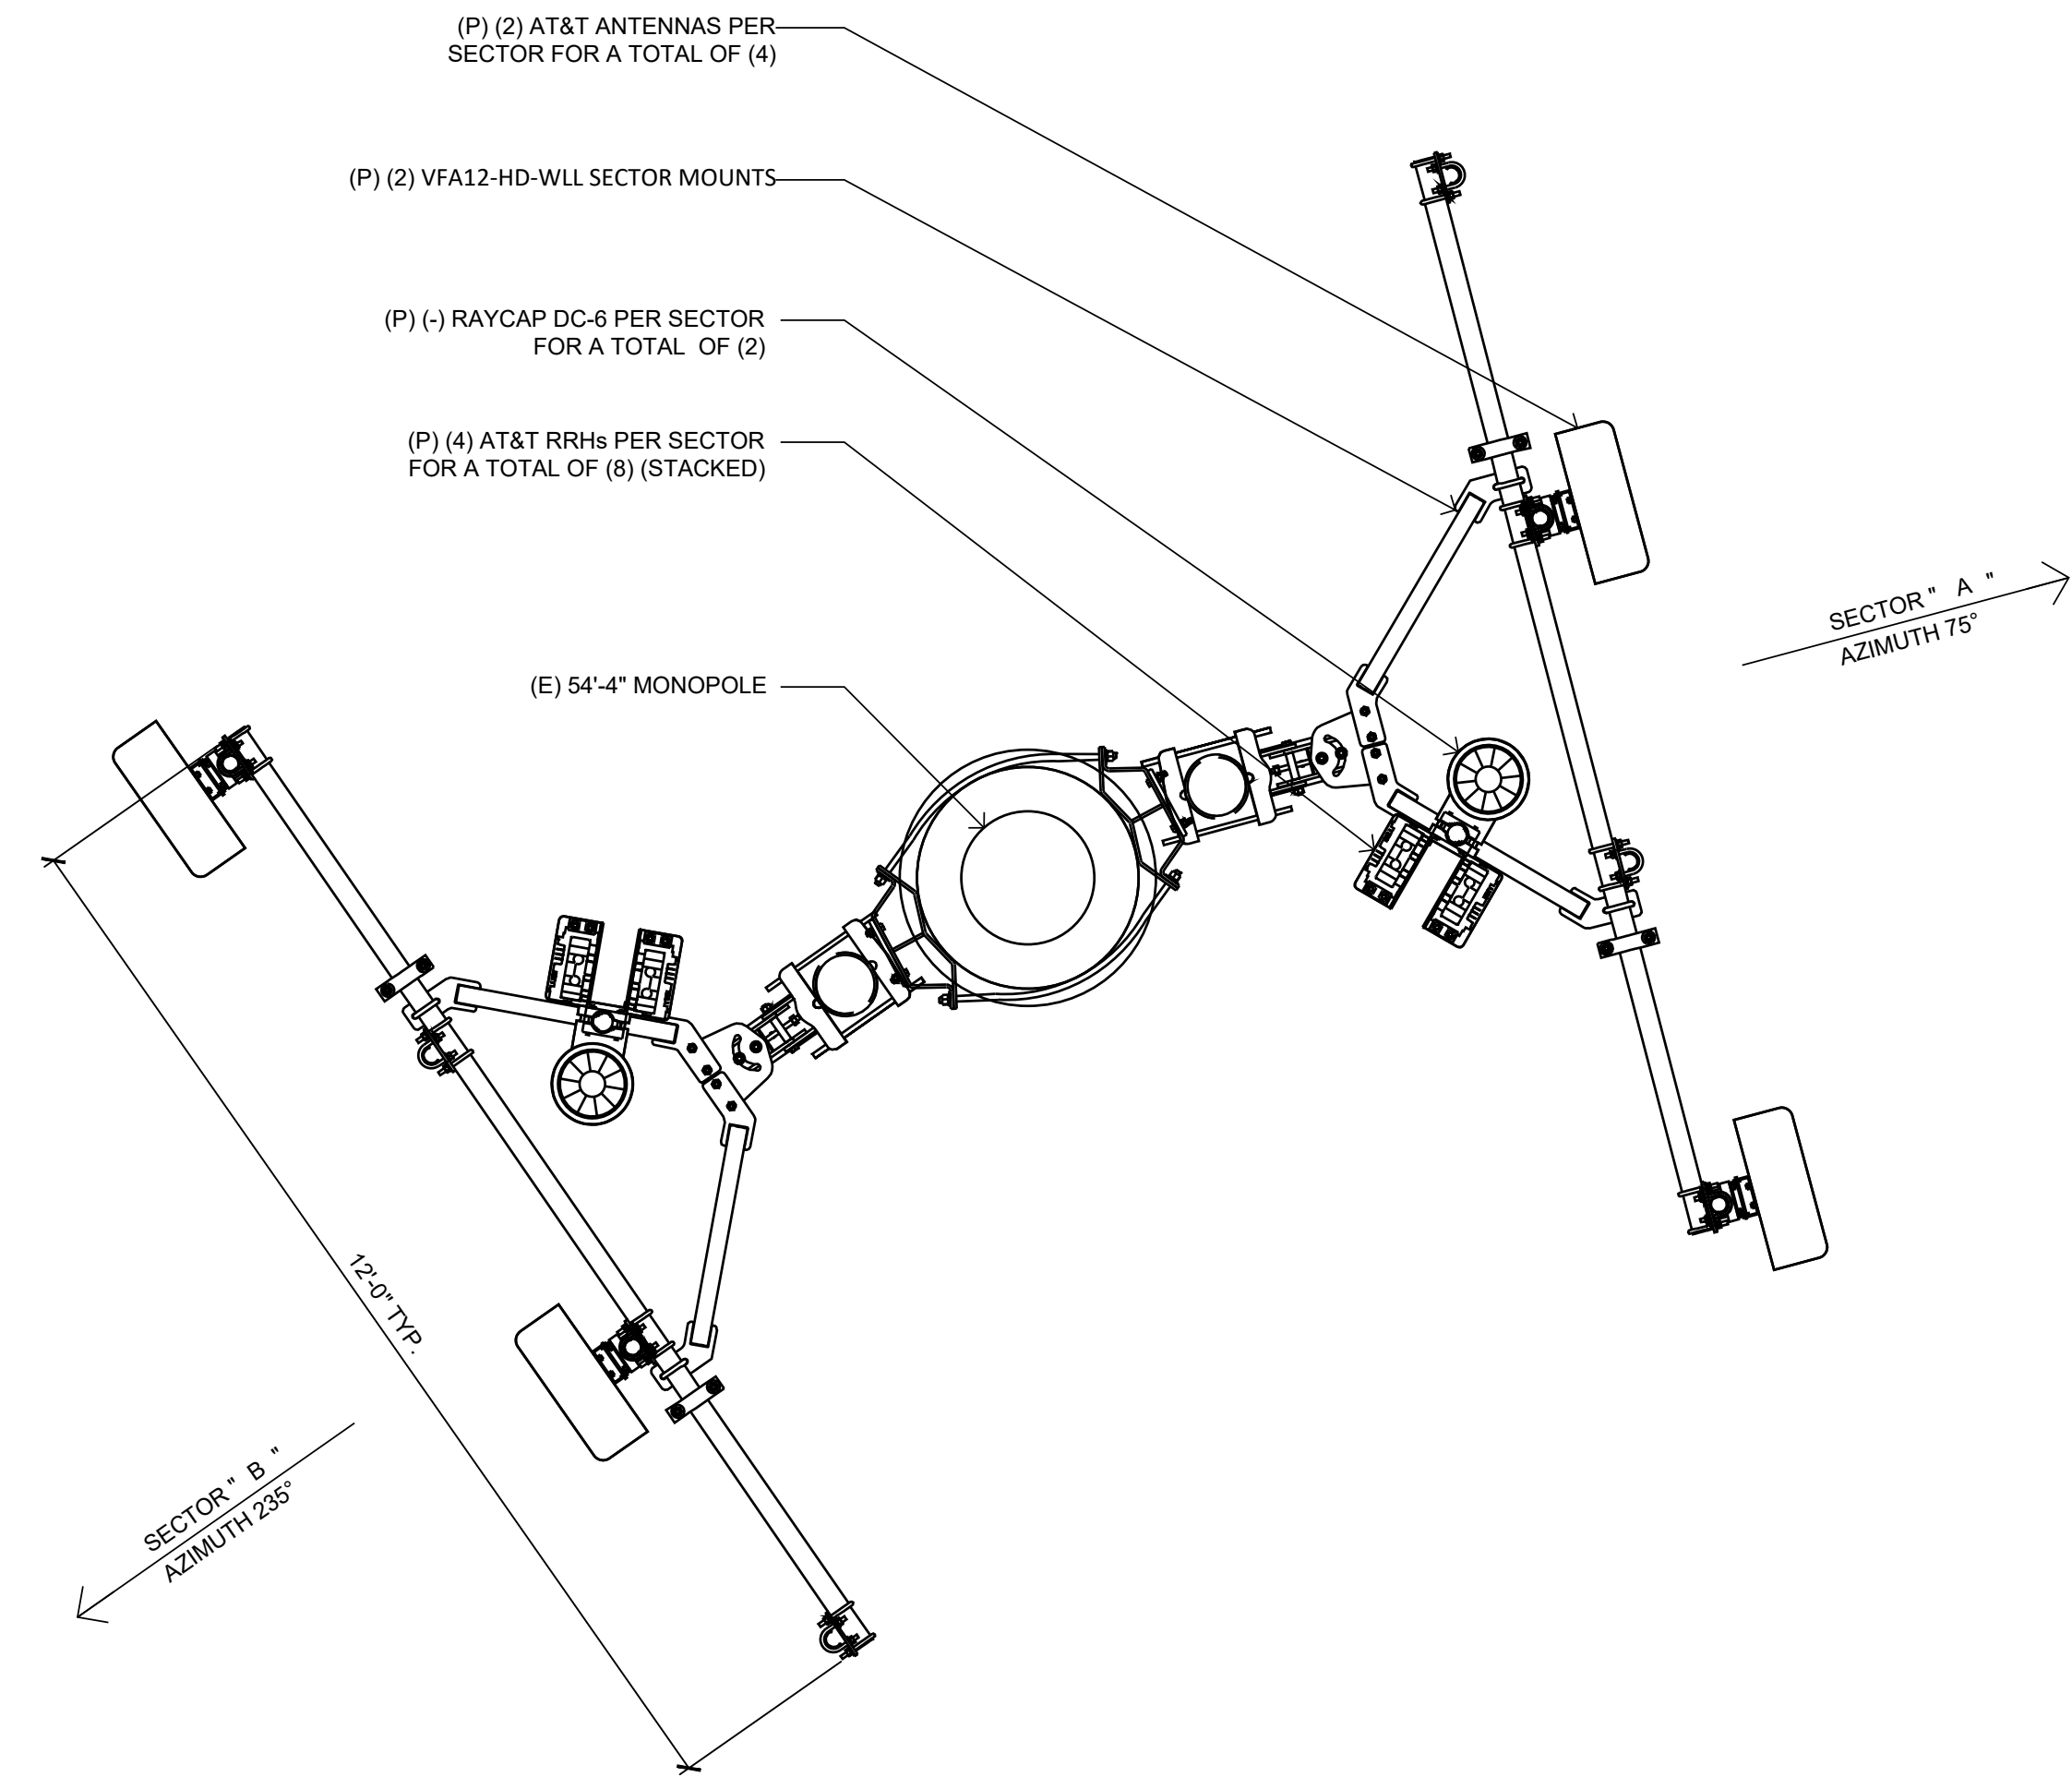 (P) (2) AT&T ANTENNAS PER
SECTOR FOR A TOTAL OF (4)
(P) (2) VFA12-HD-WLL SECTOR MOUNTS
(P) (-) RAYCAP DC-6 PER SECTOR
FOR A TOTAL OF (2)
(P) (4) AT&T RRHs PER SECTOR
FOR A TOTAL OF (8) (STACKED)
(E) 54'-4" MONOPOLE
SECTOR " A "
AZIMUTH 75°
12'-0" TYP.
SECTOR " B "
AZIMUTH 235°